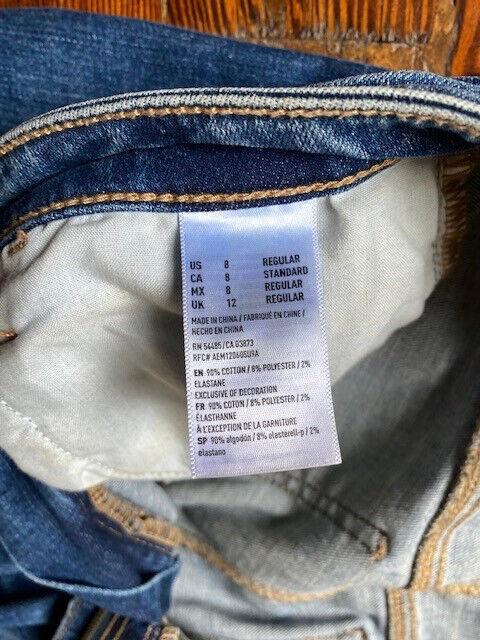 US 8 REGULAR
CA 8 STANDARD
MX 8 REGULAR
UK 12 REGULAR
MADE IN CHINA / FABRIQUÉ EN CHINE /
HECHO EN CHINA
RN 54485/CA 03873
RFC# AEM120605U9A
EN 90% COTTON / 8% POLYESTER / 2%
ELASTANE
EXCLUSIVE OF DECORATION
FR 90% COTON / 8% POLYESTER / 2%
ÉLASTHANNE
À L'EXCEPTION DE LA GARNITURE
SP 90% algodón / 8% elasterell-p / 2%
elastano